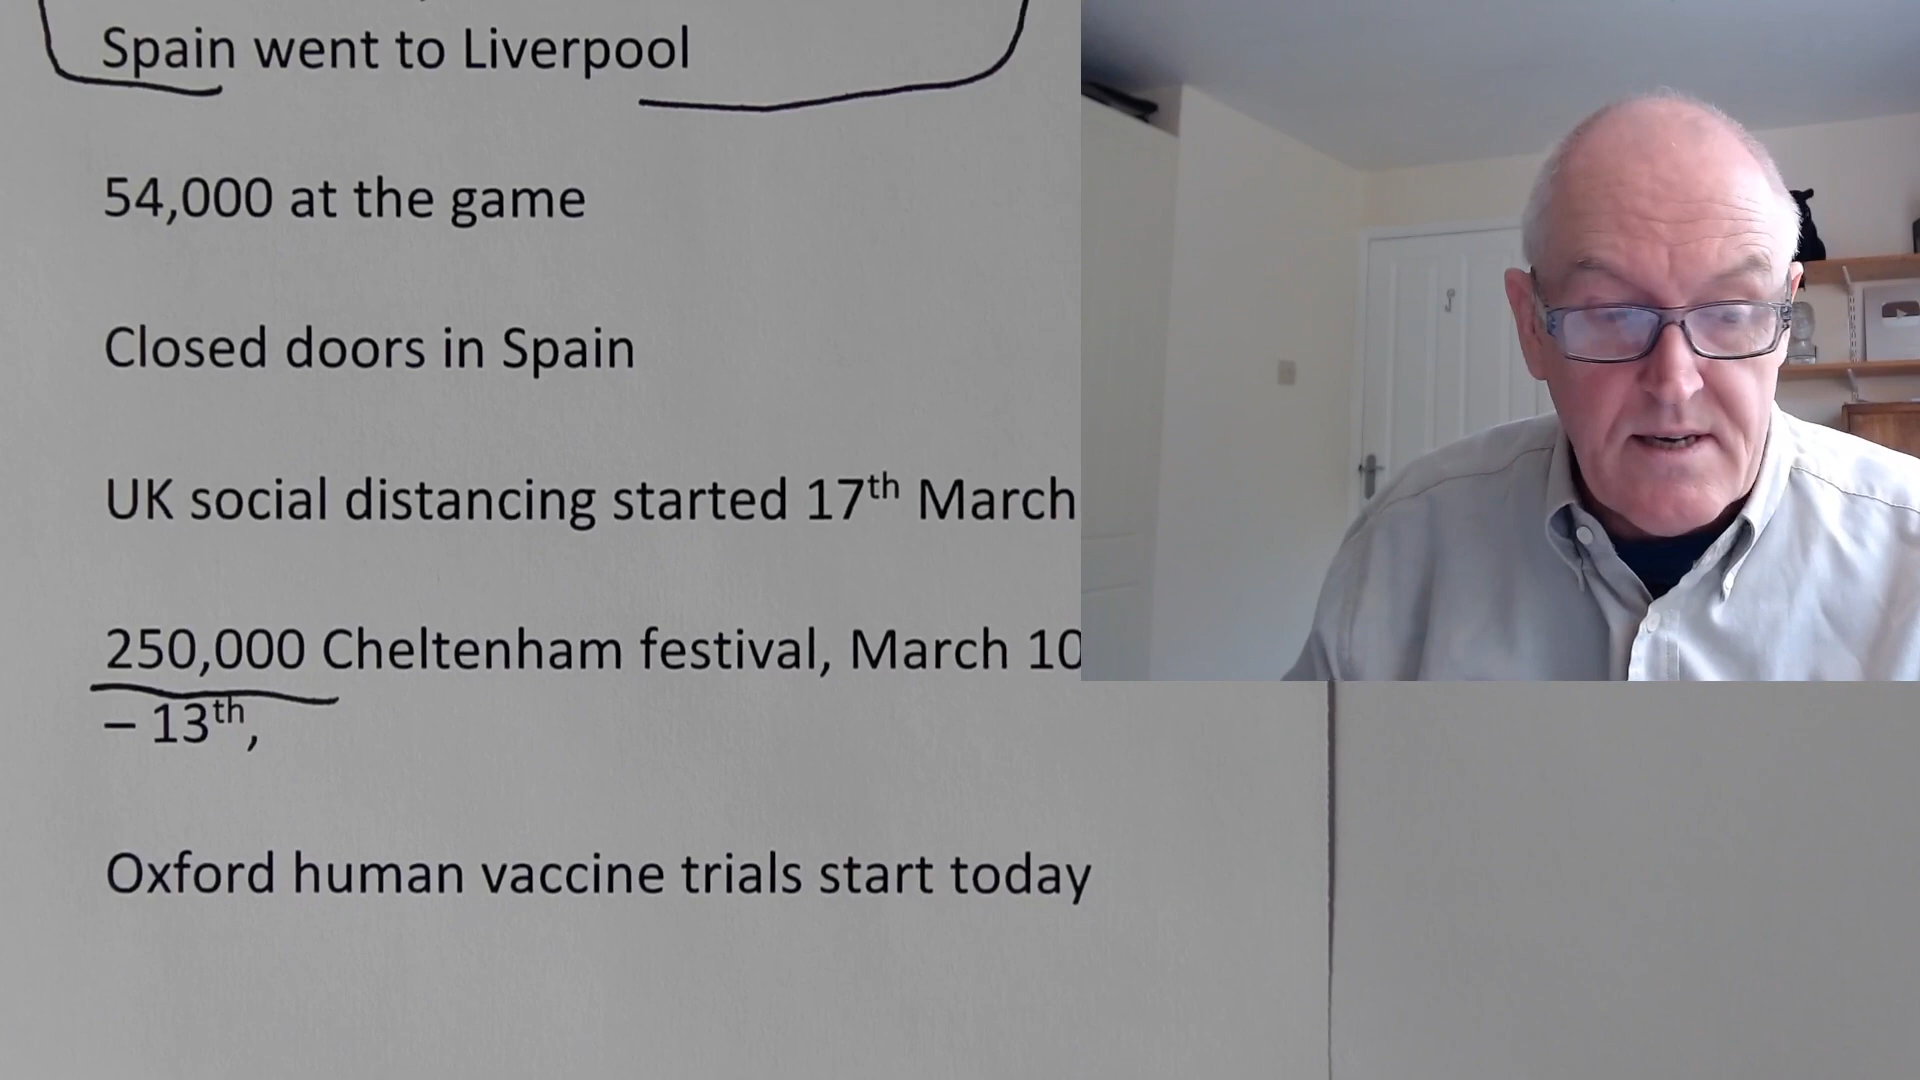 Spain went to Liverpool
54,000 at the game
Closed doors in Spain
UK social distancing started 17th March
250,000 Cheltenham festival, March 10
– 13th,
Oxford human vaccine trials start today